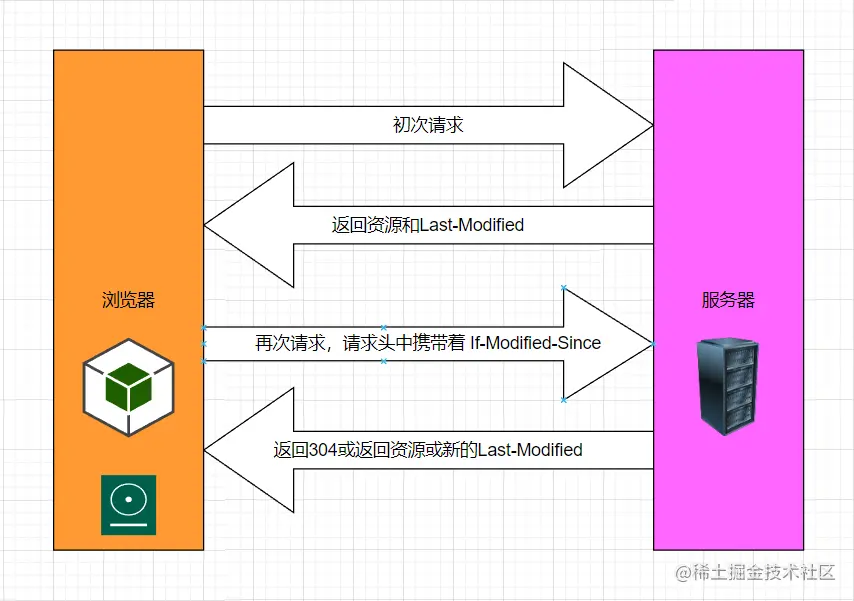 初次请求
返回资源和Last-Modified
浏览器
服务器
再次请求，请求头中携带着 If-Modified-Since
返回304或返回资源或新的Last-Modified
@稀土掘金技术社区